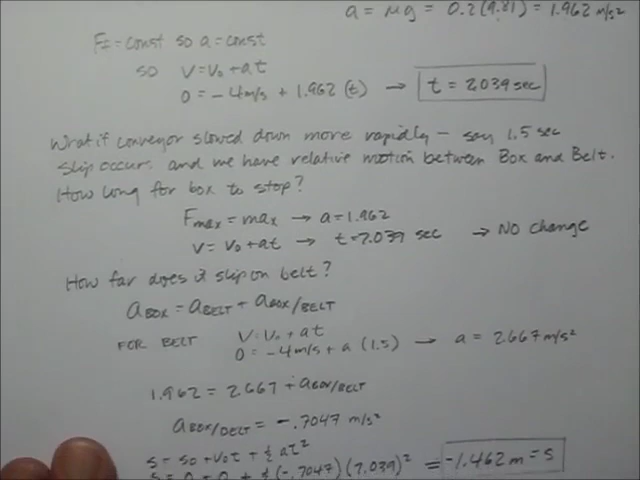 a = μg = 0.2(9.81) = 1.962 m/s²
Ff = const so a = const
so V = V₀ + at
0 = -4m/s + 1.962 (t) → t = 2.039 sec
What if conveyor slowed down more rapidly - say 1.5 sec
slip occurs. and we have relative motion between Box and Belt.
How long for box to stop?
Fmax = max → a = 1.962
v = v₀ + at → t = 2.039 sec → NO change
How far does it slip on belt?
aBOX = aBELT + aBOX/BELT
FOR BELT V = V₀ + at
0 = -4m/s + a (1.5) → a = 2.667 m/s²
1.962 = 2.667 + aBOX/BELT
aBOX/BELT = -.7047 m/s²
s = s₀ + v₀t + ½ at²
s = 0 + 0 + ½(-.7047)(2.039)² = -1.462 m = s